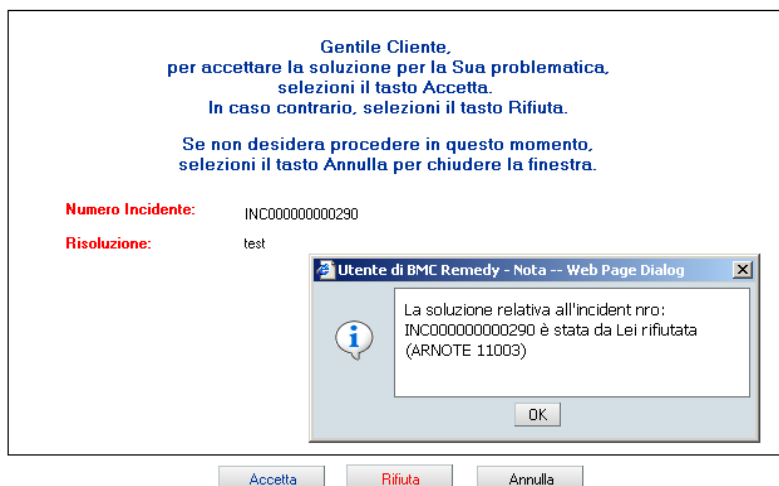 Gentile Cliente,
per accettare la soluzione per la Sua problematica,
selezioni il tasto Accetta.
In caso contrario, selezioni il tasto Rifiuta.
Se non desidera procedere in questo momento,
selezioni il tasto Annulla per chiudere la finestra.
Numero Incidente: INC000000000290
Risoluzione: test
Utente di BMC Remedy - Nota -- Web Page Dialog
La soluzione relativa all'incident nro:
INC000000000290 è stata da Lei rifiutata
(ARNOTE 11003)
OK
Accetta Rifiuta Annulla